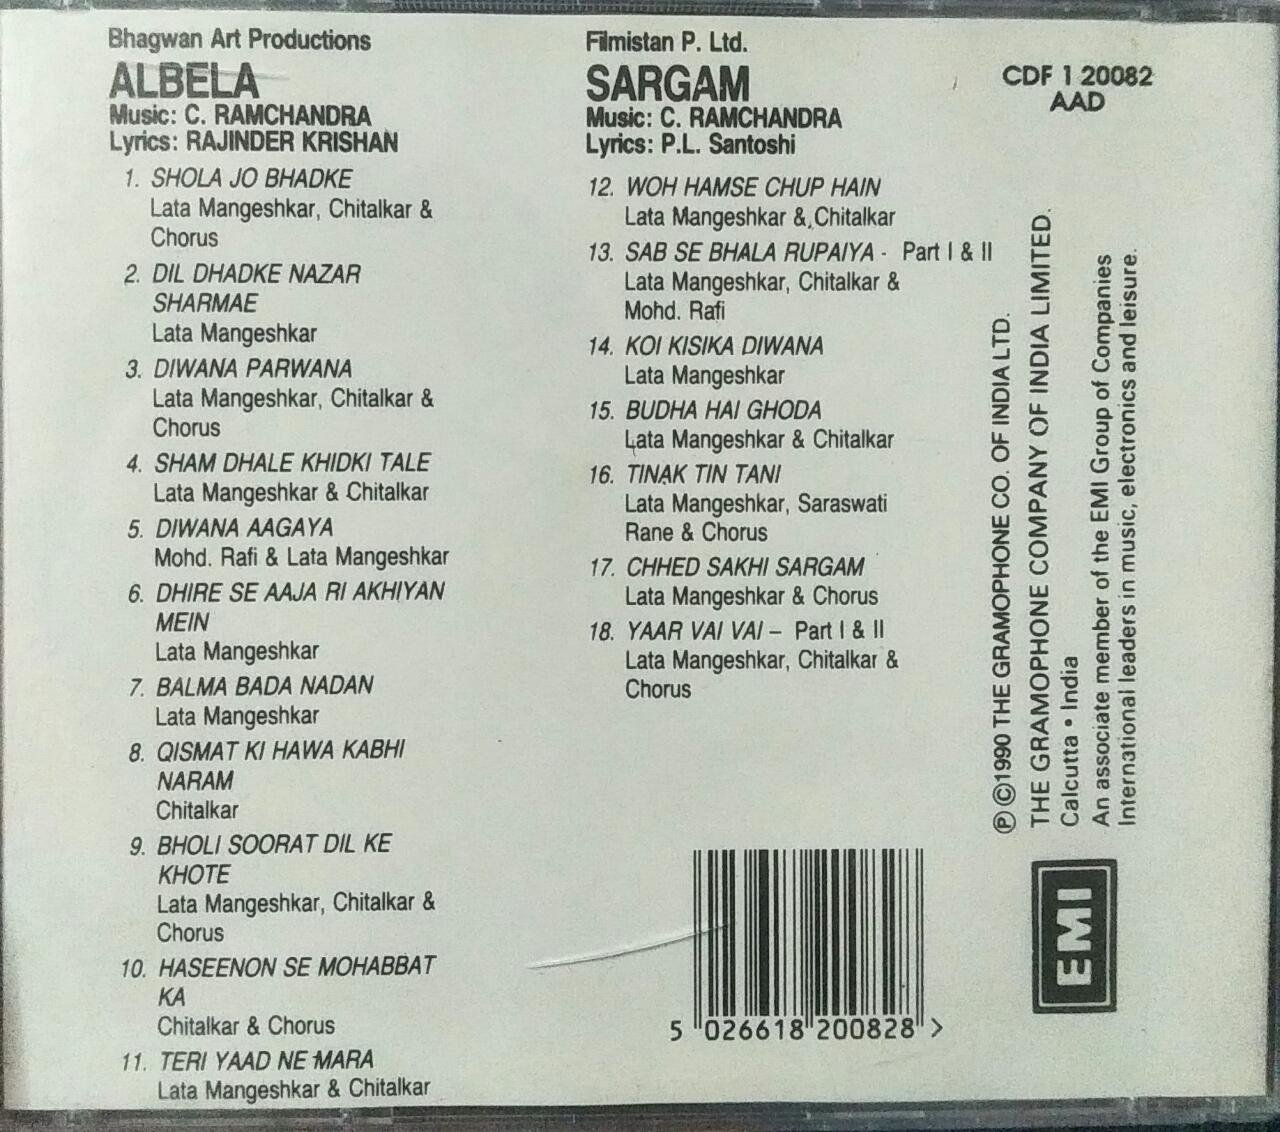 Bhagwan Art Productions
ALBELA
Music: C. RAMCHANDRA
Lyrics: RAJINDER KRISHAN
1. SHOLA JO BHADKE
Lata Mangeshkar, Chitalkar &
Chorus
2. DIL DHADKE NAZAR
SHARMAE
Lata Mangeshkar
3. DIWANA PARWANA
Lata Mangeshkar, Chitalkar &
Chorus
4. SHAM DHALE KHIDKI TALE
Lata Mangeshkar & Chitalkar
5. DIWANA AAGAYA
Mohd. Rafi & Lata Mangeshkar
6. DHIRE SE AAJA RI AKHIYAN
MEIN
Lata Mangeshkar
7. BALMA BADA NADAN
Lata Mangeshkar
8. QISMAT KI HAWA KABHI
NARAM
Chitalkar
9. BHOLI SOORAT DIL KE
KHOTE
Lata Mangeshkar, Chitalkar &
Chorus
10. HASEENON SE MOHABBAT
KA
Chitalkar & Chorus
11. TERI YAAD NE MARA
Lata Mangeshkar & Chitalkar
Filmistan P. Ltd.
SARGAM
Music: C. RAMCHANDRA
Lyrics: P.L. Santoshi
12. WOH HAMSE CHUP HAIN
Lata Mangeshkar & Chitalkar
13. SAB SE BHALA RUPAIYA - Part I & II
Lata Mangeshkar, Chitalkar &
Mohd. Rafi
14. KOI KISIKA DIWANA
Lata Mangeshkar
15. BUDHA HAI GHODA
Lata Mangeshkar & Chitalkar
16. TINAK TIN TANI
Lata Mangeshkar, Saraswati
Rane & Chorus
17. CHHED SAKHI SARGAM
Lata Mangeshkar & Chorus
18. YAAR VAI VAI – Part I & II
Lata Mangeshkar, Chitalkar &
Chorus
CDF 1 20082
AAD
℗ ©1990 THE GRAMOPHONE CO. OF INDIA LTD.
THE GRAMOPHONE COMPANY OF INDIA LIMITED.
Calcutta • India
An associate member of the EMI Group of Companies
International leaders in music, electronics and leisure.
EMI
5 026618 200828 >